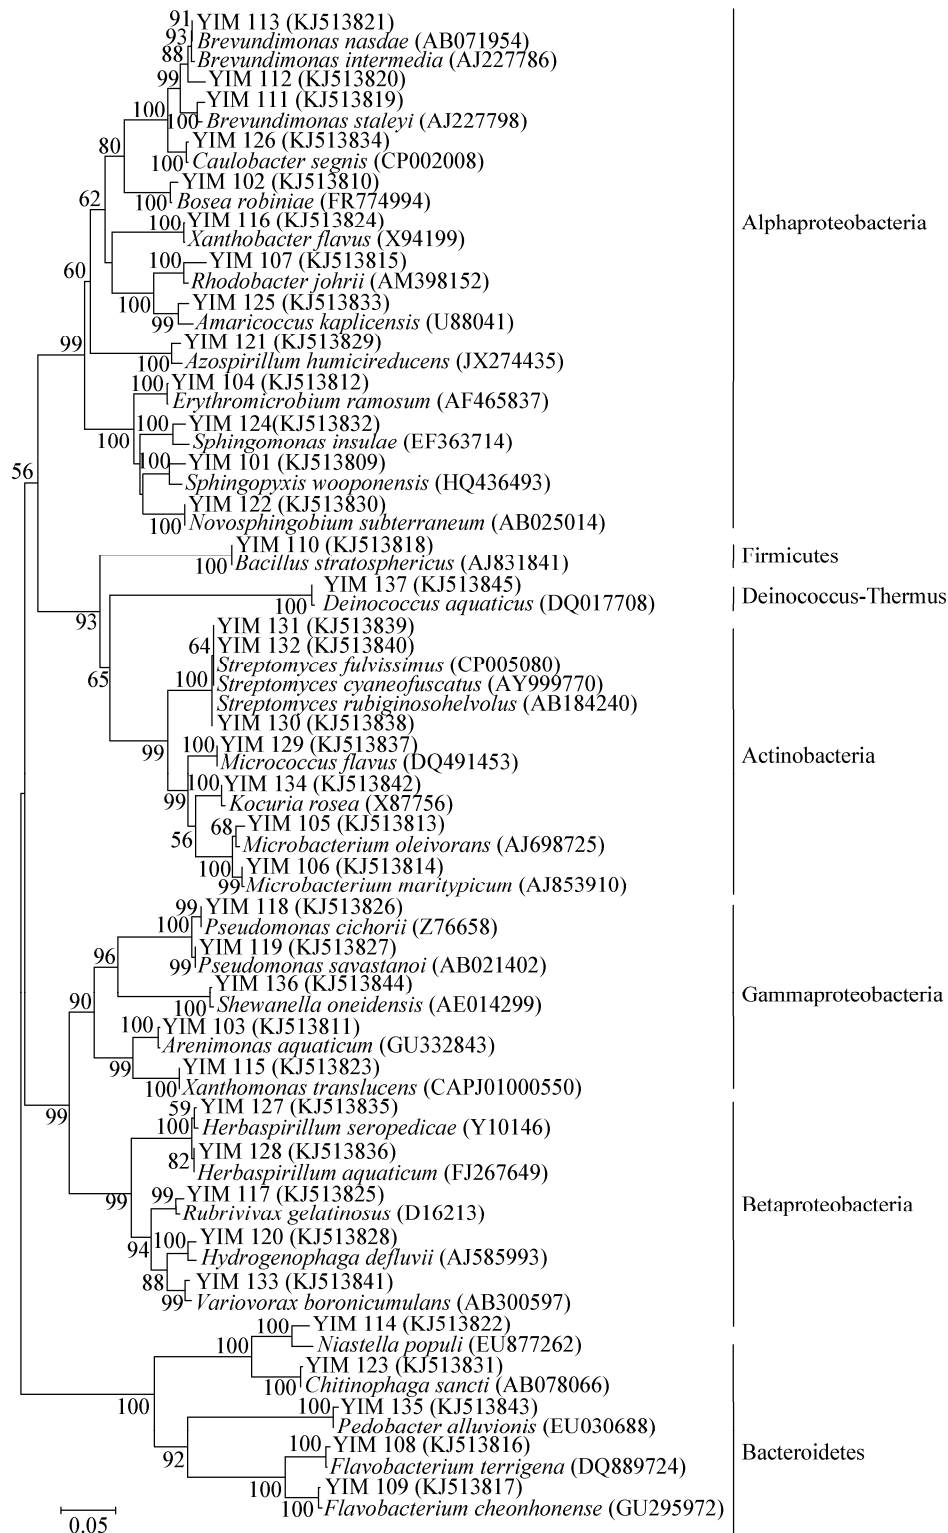 91 YIM 113 (KJ513821)
93 Brevundimonas nasdae (AB071954)
88 Brevundimonas intermedia (AJ227786)
99 YIM 112 (KJ513820)
YIM 111 (KJ513819)
100 100 Brevundimonas staleyi (AJ227798)
YIM 126 (KJ513834)
80 100 Caulobacter segnis (CP002008)
YIM 102 (KJ513810)
62 100 Bosea robiniae (FR774994)
100 YIM 116 (KJ513824)
Xanthobacter flavus (X94199)
Alphaproteobacteria
100 YIM 107 (KJ513815)
60 Rhodobacter johrii (AM398152)
100 YIM 125 (KJ513833)
99 Amaricoccus kaplicensis (U88041)
99 YIM 121 (KJ513829)
100 Azospirillum humicireducens (JX274435)
100 YIM 104 (KJ513812)
Erythromicrobium ramosum (AF465837)
100 YIM 124(KJ513832)
100 Sphingomonas insulae (EF363714)
100 YIM 101 (KJ513809)
56 Sphingopyxis wooponensis (HQ436493)
YIM 122 (KJ513830)
100 Novosphingobium subterraneum (AB025014)
YIM 110 (KJ513818)
100 Bacillus stratosphericus (AJ831841)
Firmicutes
YIM 137 (KJ513845)
100 Deinococcus aquaticus (DQ017708)
Deinococcus-Thermus
93 YIM 131 (KJ513839)
64 YIM 132 (KJ513840)
Streptomyces fulvissimus (CP005080)
65 100 Streptomyces cyaneofuscatus (AY999770)
Streptomyces rubiginosohelvolus (AB184240)
YIM 130 (KJ513838)
99 100 YIM 129 (KJ513837)
Micrococcus flavus (DQ491453)
Actinobacteria
100 YIM 134 (KJ513842)
99 Kocuria rosea (X87756)
68 YIM 105 (KJ513813)
56 Microbacterium oleivorans (AJ698725)
100 YIM 106 (KJ513814)
99 Microbacterium maritypicum (AJ853910)
99 YIM 118 (KJ513826)
100 Pseudomonas cichorii (Z76658)
YIM 119 (KJ513827)
96 99 Pseudomonas savastanoi (AB021402)
YIM 136 (KJ513844)
90 100 Shewanella oneidensis (AE014299)
Gammaproteobacteria
100 YIM 103 (KJ513811)
Arenimonas aquaticum (GU332843)
99 YIM 115 (KJ513823)
100 Xanthomonas translucens (CAPJ01000550)
59 YIM 127 (KJ513835)
99 100 Herbaspirillum seropedicae (Y10146)
YIM 128 (KJ513836)
82 Herbaspirillum aquaticum (FJ267649)
99 99 YIM 117 (KJ513825)
Rubrivivax gelatinosus (D16213)
Betaproteobacteria
100 YIM 120 (KJ513828)
94 Hydrogenophaga defluvii (AJ585993)
88 YIM 133 (KJ513841)
99 Variovorax boronicumulans (AB300597)
100 YIM 114 (KJ513822)
100 Niastella populi (EU877262)
YIM 123 (KJ513831)
100 Chitinophaga sancti (AB078066)
100 100 YIM 135 (KJ513843)
Pedobacter alluvionis (EU030688)
100 YIM 108 (KJ513816)
92 Flavobacterium terrigena (DQ889724)
Bacteroidetes
100 YIM 109 (KJ513817)
100 Flavobacterium cheonhonense (GU295972)
0.05